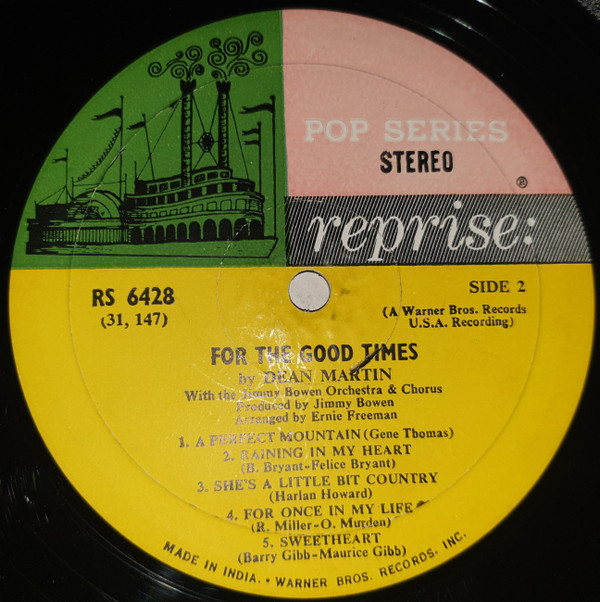 POP SERIES
STEREO
®
reprise:
RS 6428
(31, 147)
SIDE 2
(A Warner Bros. Records
U.S.A. Recording)
FOR THE GOOD TIMES
by DEAN MARTIN
With the Jimmy Bowen Orchestra & Chorus
Produced by Jimmy Bowen
Arranged by Ernie Freeman
1. A PERFECT MOUNTAIN (Gene Thomas)
2. RAINING IN MY HEART
(B. Bryant-Felice Bryant)
3. SHE'S A LITTLE BIT COUNTRY
(Harlan Howard)
4. FOR ONCE IN MY LIFE
(R. Miller-O. Murden)
5. SWEETHEART
(Barry Gibb-Maurice Gibb)
MADE IN INDIA. • WARNER BROS. RECORDS, INC.